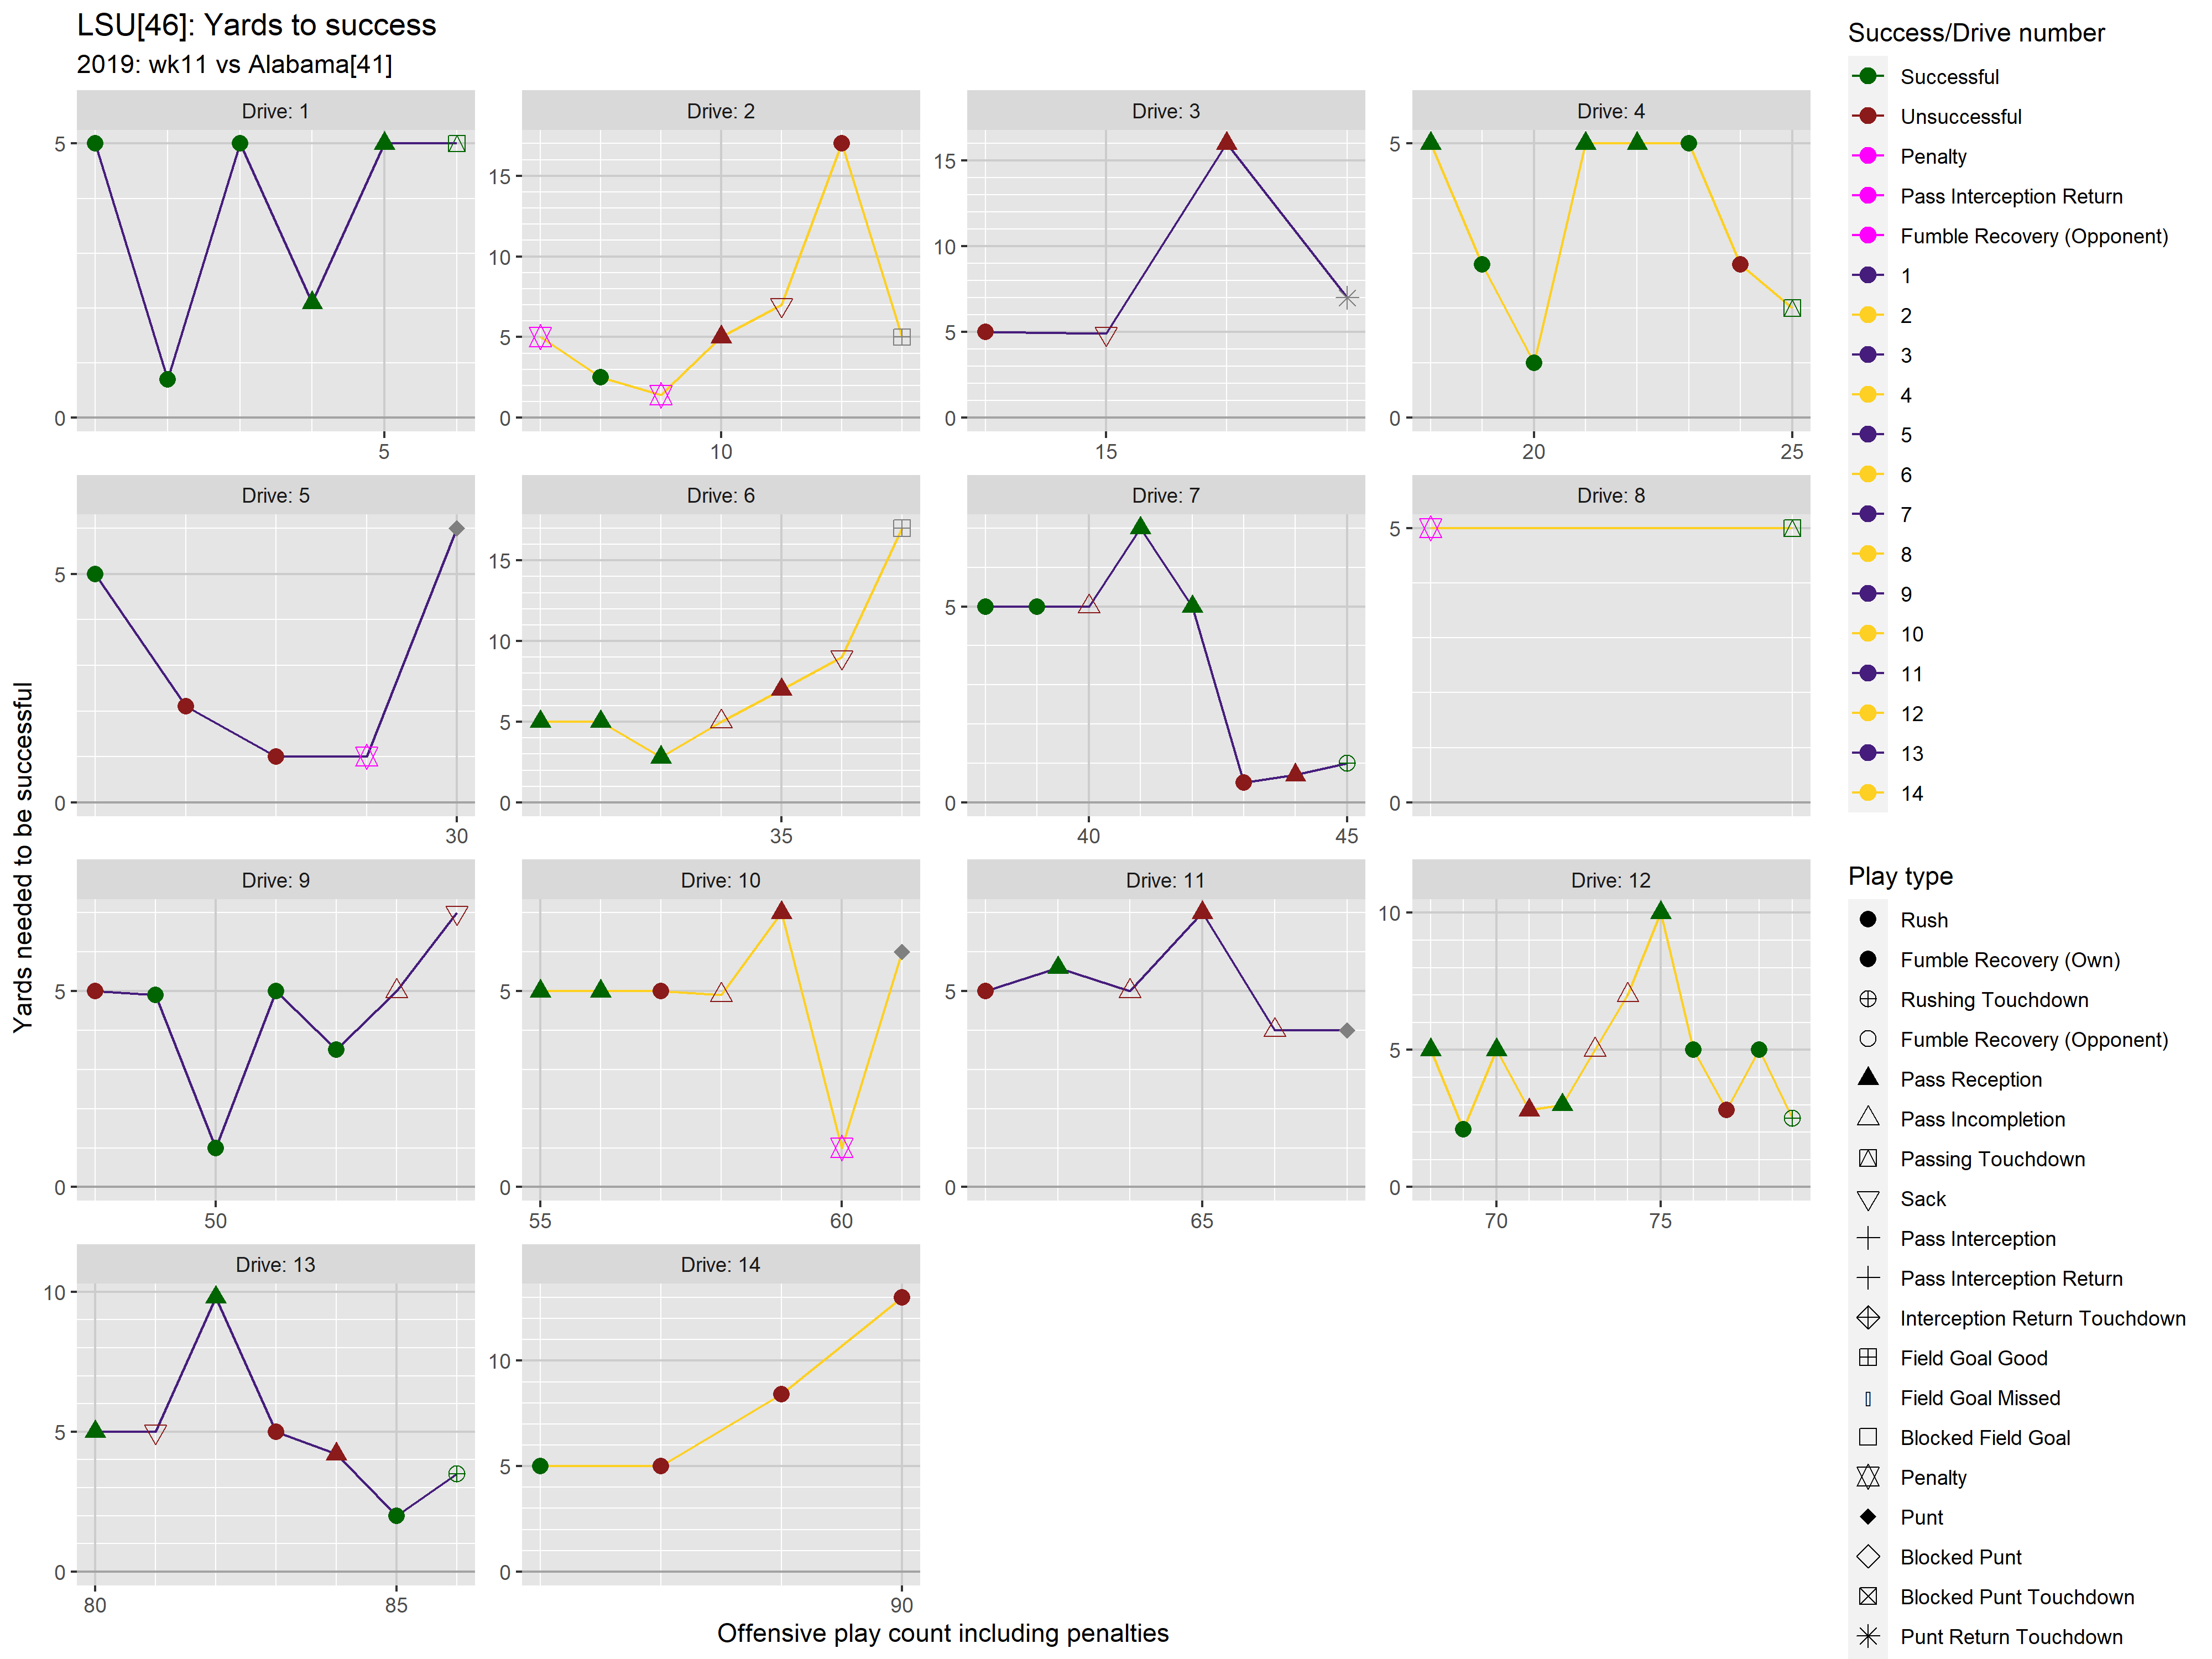 LSU[46]: Yards to success
2019: wk11 vs Alabama[41]
Drive: 1
Drive: 2
Drive: 3
Drive: 4
5
0
5
15
10
5
0
10
15
10
5
0
15
5
0
20
25
Drive: 5
Drive: 6
Drive: 7
Drive: 8
5
0
30
15
10
5
0
35
5
0
40
45
5
0
Drive: 9
Drive: 10
Drive: 11
Drive: 12
5
0
50
5
0
55
60
5
0
65
10
5
0
70
75
Drive: 13
Drive: 14
10
5
0
80
85
10
5
0
90
Yards needed to be successful
Offensive play count including penalties
Success/Drive number
Successful
Unsuccessful
Penalty
Pass Interception Return
Fumble Recovery (Opponent)
1
2
3
4
5
6
7
8
9
10
11
12
13
14
Play type
Rush
Fumble Recovery (Own)
Rushing Touchdown
Fumble Recovery (Opponent)
Pass Reception
Pass Incompletion
Passing Touchdown
Sack
Pass Interception
Pass Interception Return
Interception Return Touchdown
Field Goal Good
Field Goal Missed
Blocked Field Goal
Penalty
Punt
Blocked Punt
Blocked Punt Touchdown
Punt Return Touchdown